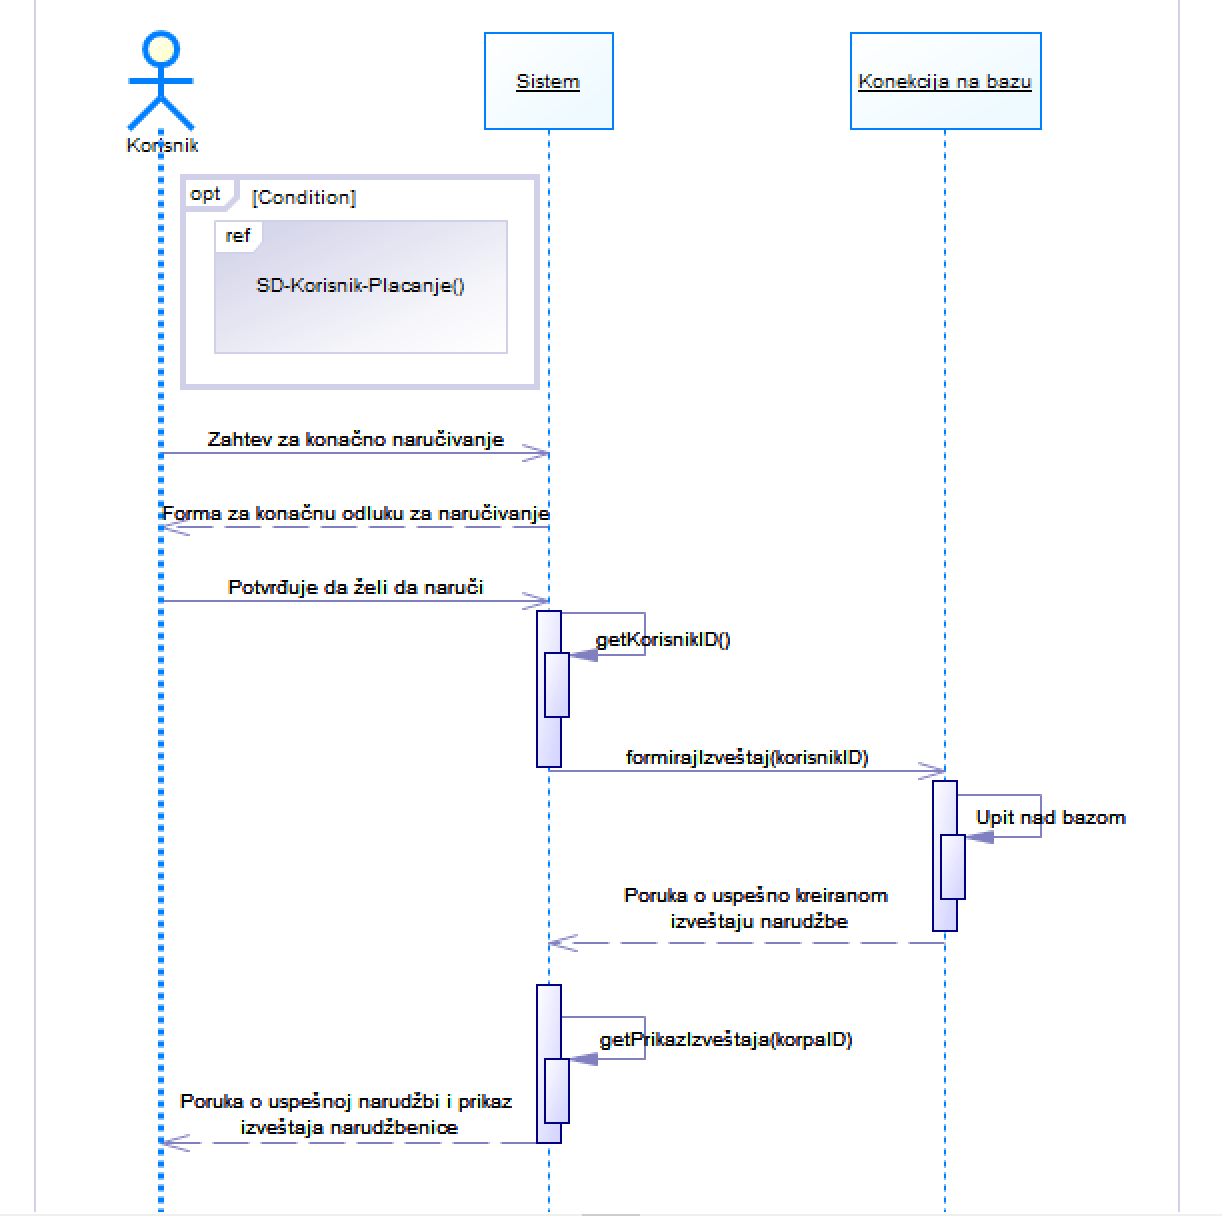 Korisnik
Sistem
Konekcija na bazu
opt
[Condition]
ref
SD-Korisnik-Placanje()
Zahtev za konačno naručivanje
Forma za konačnu odluku za naručivanje
Potvrđuje da želi da naruči
getKorisnikID()
formirajIzveštaj(korisnikID)
Upit nad bazom
Poruka o uspešno kreiranom
izveštaju narudžbe
getPrikazIzveštaja(korpaID)
Poruka o uspešnoj narudžbi i prikaz
izveštaja narudžbenice